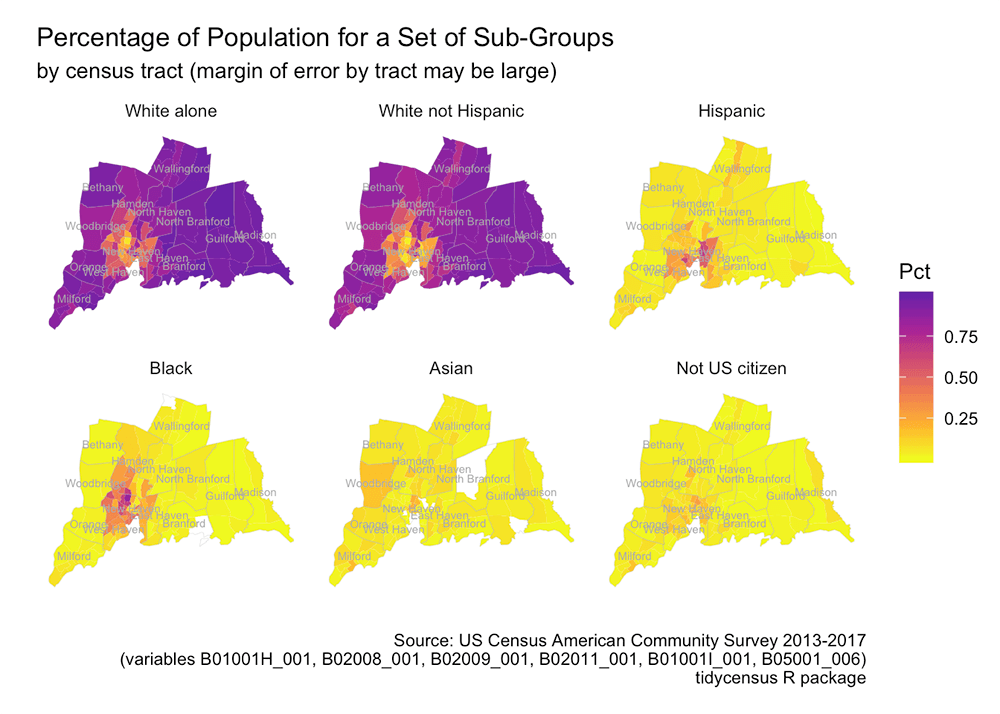 Percentage of Population for a Set of Sub-Groups
by census tract (margin of error by tract may be large)
White alone
White not Hispanic
Hispanic
Wallingford
Bethany
Hamden
North Haven
Woodbridge
North Branford
Madison
Guilford
New Haven
East Haven
Orange
West Haven
Branford
Milford
Wallingford
Bethany
Hamden
North Haven
Woodbridge
North Branford
Madison
Guilford
New Haven
East Haven
Orange
West Haven
Branford
Milford
Wallingford
Bethany
Hamden
North Haven
Woodbridge
North Branford
Madison
Guilford
New Haven
East Haven
Orange
West Haven
Branford
Milford
Pct
0.75
0.50
0.25
Black
Asian
Not US citizen
Wallingford
Bethany
Hamden
North Haven
Woodbridge
North Branford
Madison
Guilford
New Haven
East Haven
Orange
West Haven
Branford
Milford
Wallingford
Bethany
Hamden
North Haven
Woodbridge
North Branford
Madison
Guilford
New Haven
East Haven
Orange
West Haven
Branford
Milford
Wallingford
Bethany
Hamden
North Haven
Woodbridge
North Branford
Madison
Guilford
New Haven
East Haven
Orange
West Haven
Branford
Milford
Source: US Census American Community Survey 2013-2017
(variables B01001H_001, B02008_001, B02009_001, B02011_001, B01001I_001, B05001_006)
tidycensus R package